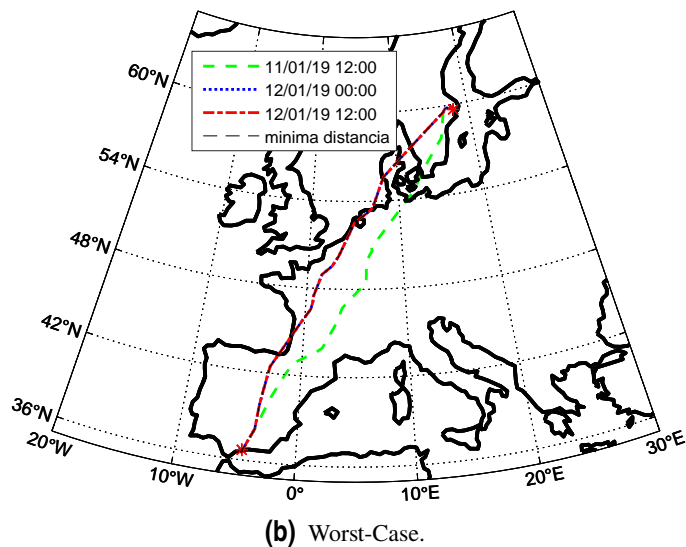 11/01/19 12:00
12/01/19 00:00
12/01/19 12:00
minima distancia
60°N
54°N
48°N
42°N
36°N
20°W
10°W
0°
10°E
20°E
30°E
(b) Worst-Case.